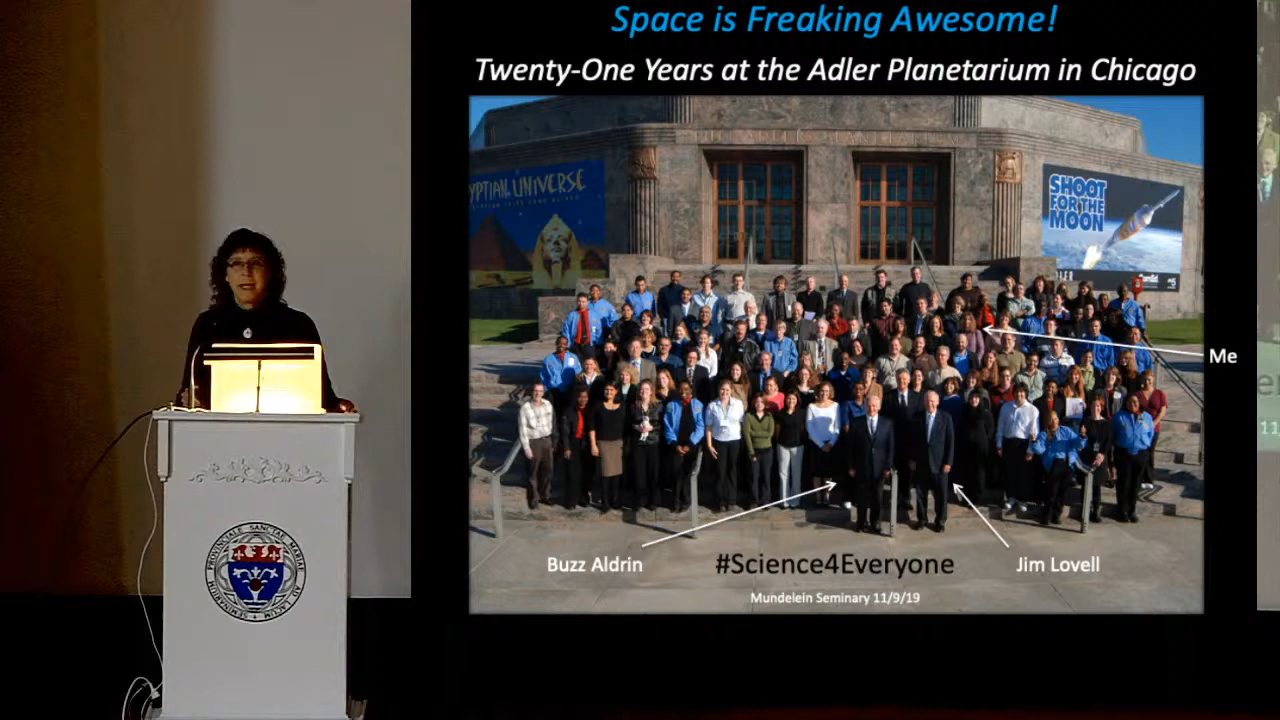 Space is Freaking Awesome!
Twenty-One Years at the Adler Planetarium in Chicago
YPTIAN UNIVERSE
SHOOT
FOR THE
MOON
Me
Buzz Aldrin
#Science4Everyone
Jim Lovell
Mundelein Seminary 11/9/19
11